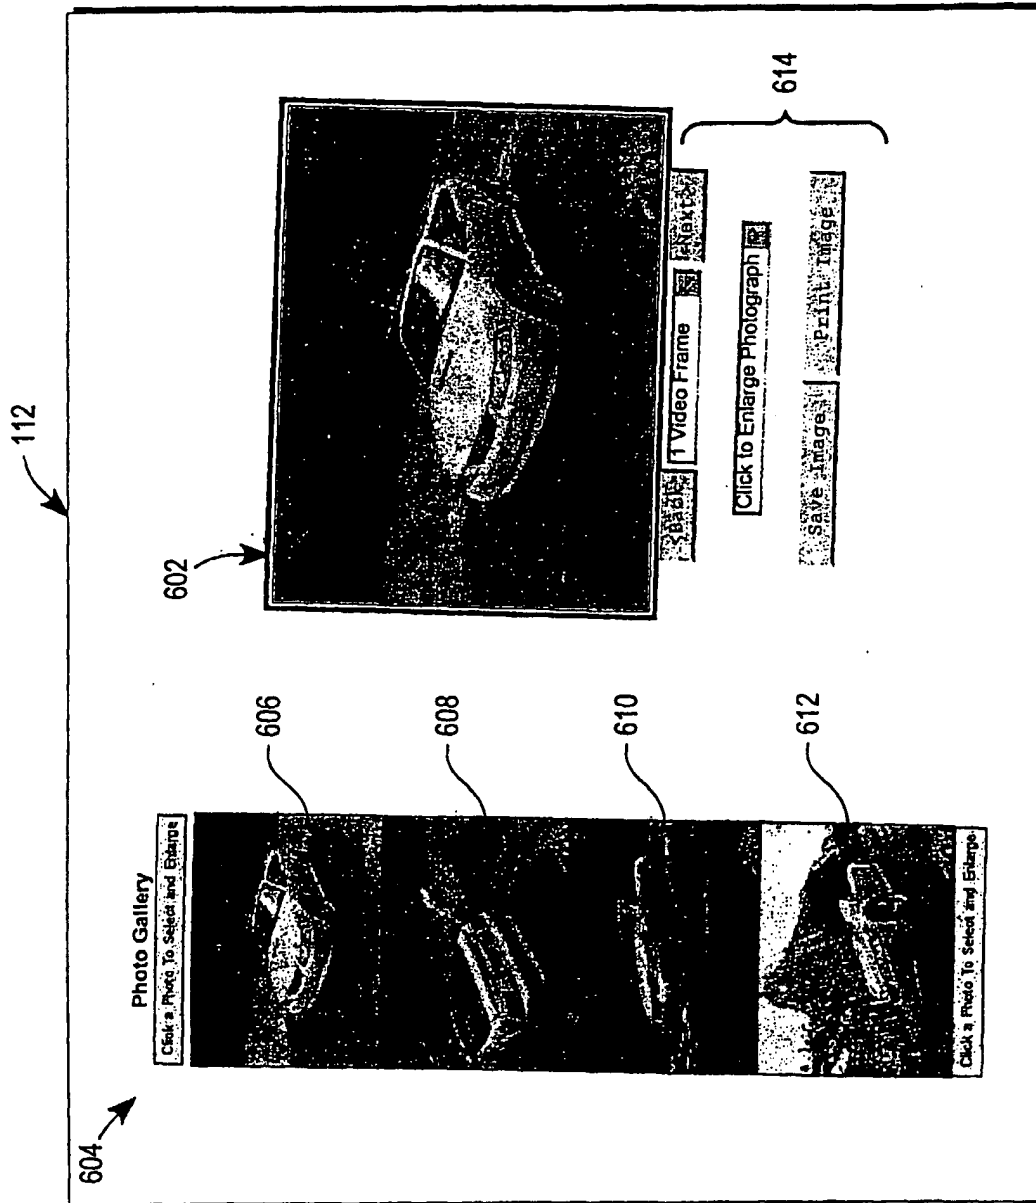 112
604
Photo Gallery
Click a Photo To Select and Enlarge
606
608
610
612
Click a Photo To Select and Enlarge
602
<Back
1 Video Frame
Next>
Click to Enlarge Photograph
Save Image
Print Image
614